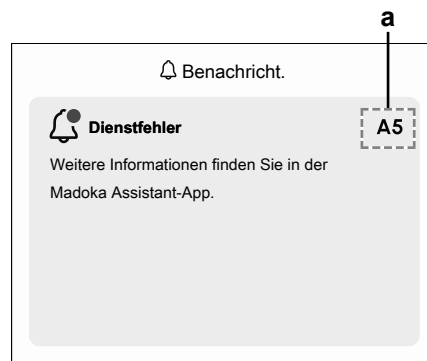 a
Benachricht.
Dienstfehler A5
Weitere Informationen finden Sie in der
Madoka Assistant-App.